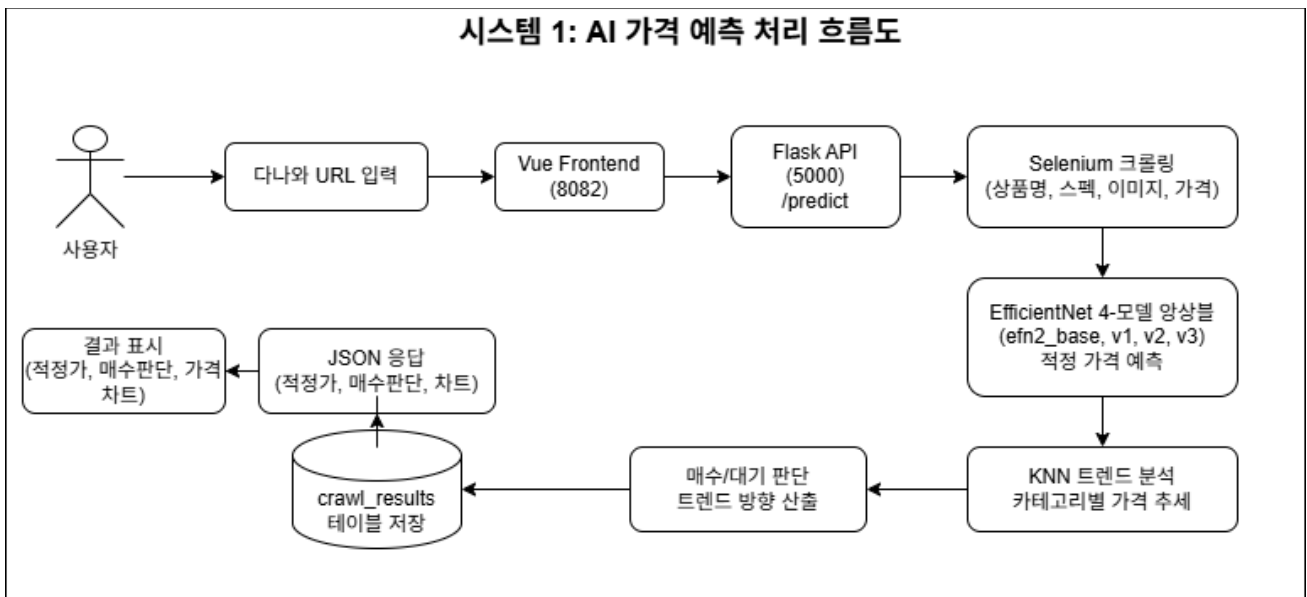 시스템 1: AI 가격 예측 처리 흐름도
사용자
다나와 URL 입력
Vue Frontend
(8082)
Flask API
(5000)
/predict
Selenium 크롤링
(상품명, 스펙, 이미지, 가격)
EfficientNet 4-모델 앙상블
(efn2_base, v1, v2, v3)
적정 가격 예측
KNN 트렌드 분석
카테고리별 가격 추세
매수/대기 판단
트렌드 방향 산출
crawl_results
테이블 저장
JSON 응답
(적정가, 매수판단, 차트)
결과 표시
(적정가, 매수판단, 가격
차트)